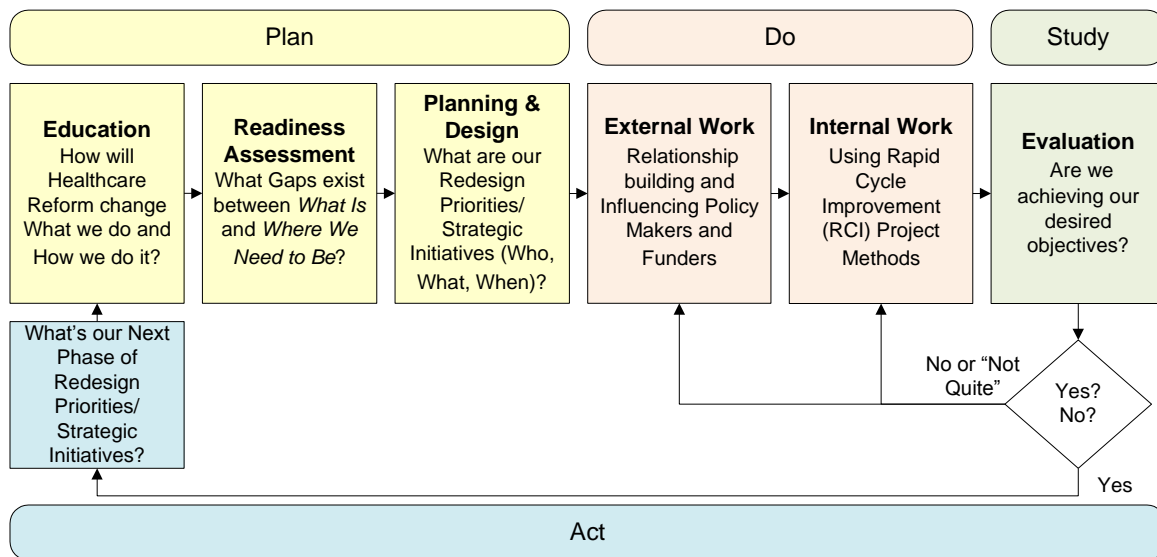 Plan
Do
Study
Education
How will
Healthcare
Reform change
What we do and
How we do it?
Readiness
Assessment
What Gaps exist
between What Is
and Where We
Need to Be?
Planning &
Design
What are our
Redesign
Priorities/
Strategic
Initiatives (Who,
What, When)?
External Work
Relationship
building and
Influencing Policy
Makers and
Funders
Internal Work
Using Rapid
Cycle
Improvement
(RCI) Project
Methods
Evaluation
Are we
achieving our
desired
objectives?
What’s our Next
Phase of
Redesign
Priorities/
Strategic
Initiatives?
No or “Not
Quite”
Yes?
No?
Yes
Act